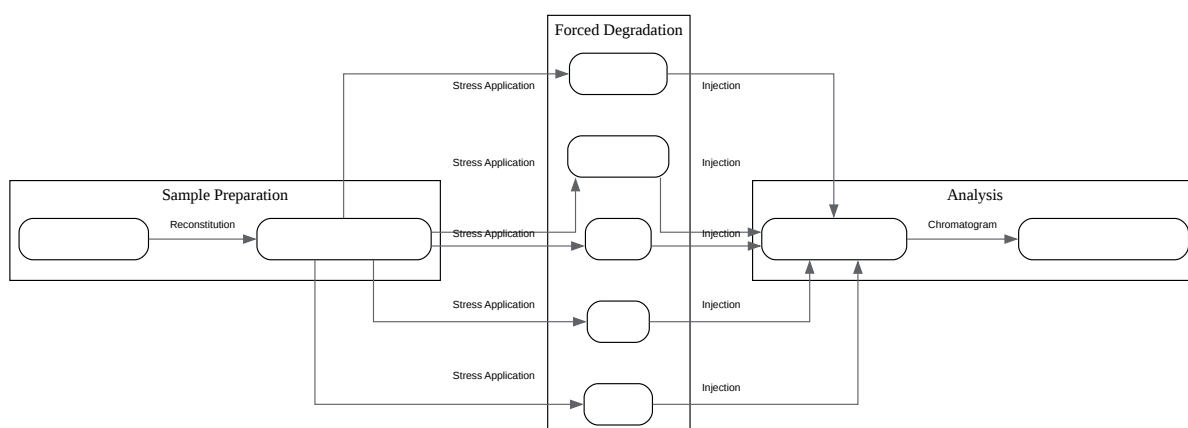 Forced Degradation
Stress Application
Injection
Stress Application
Injection
Sample Preparation
Analysis
Reconstitution
Stress Application
Injection
Chromatogram
Stress Application
Injection
Stress Application
Injection